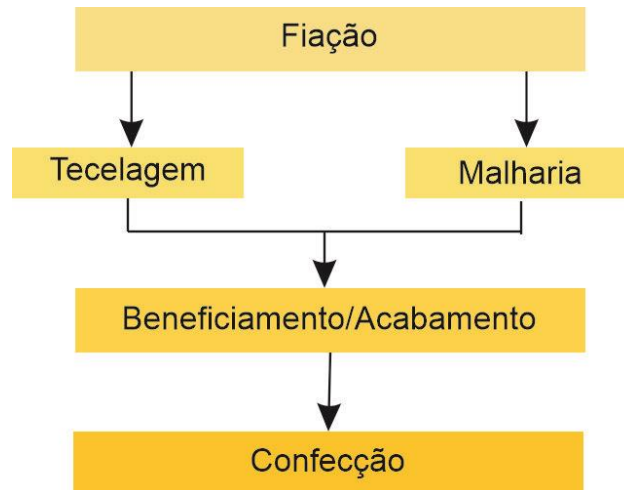 Fiação
Tecelagem
Malharia
Beneficiamento/Acabamento
Confecção